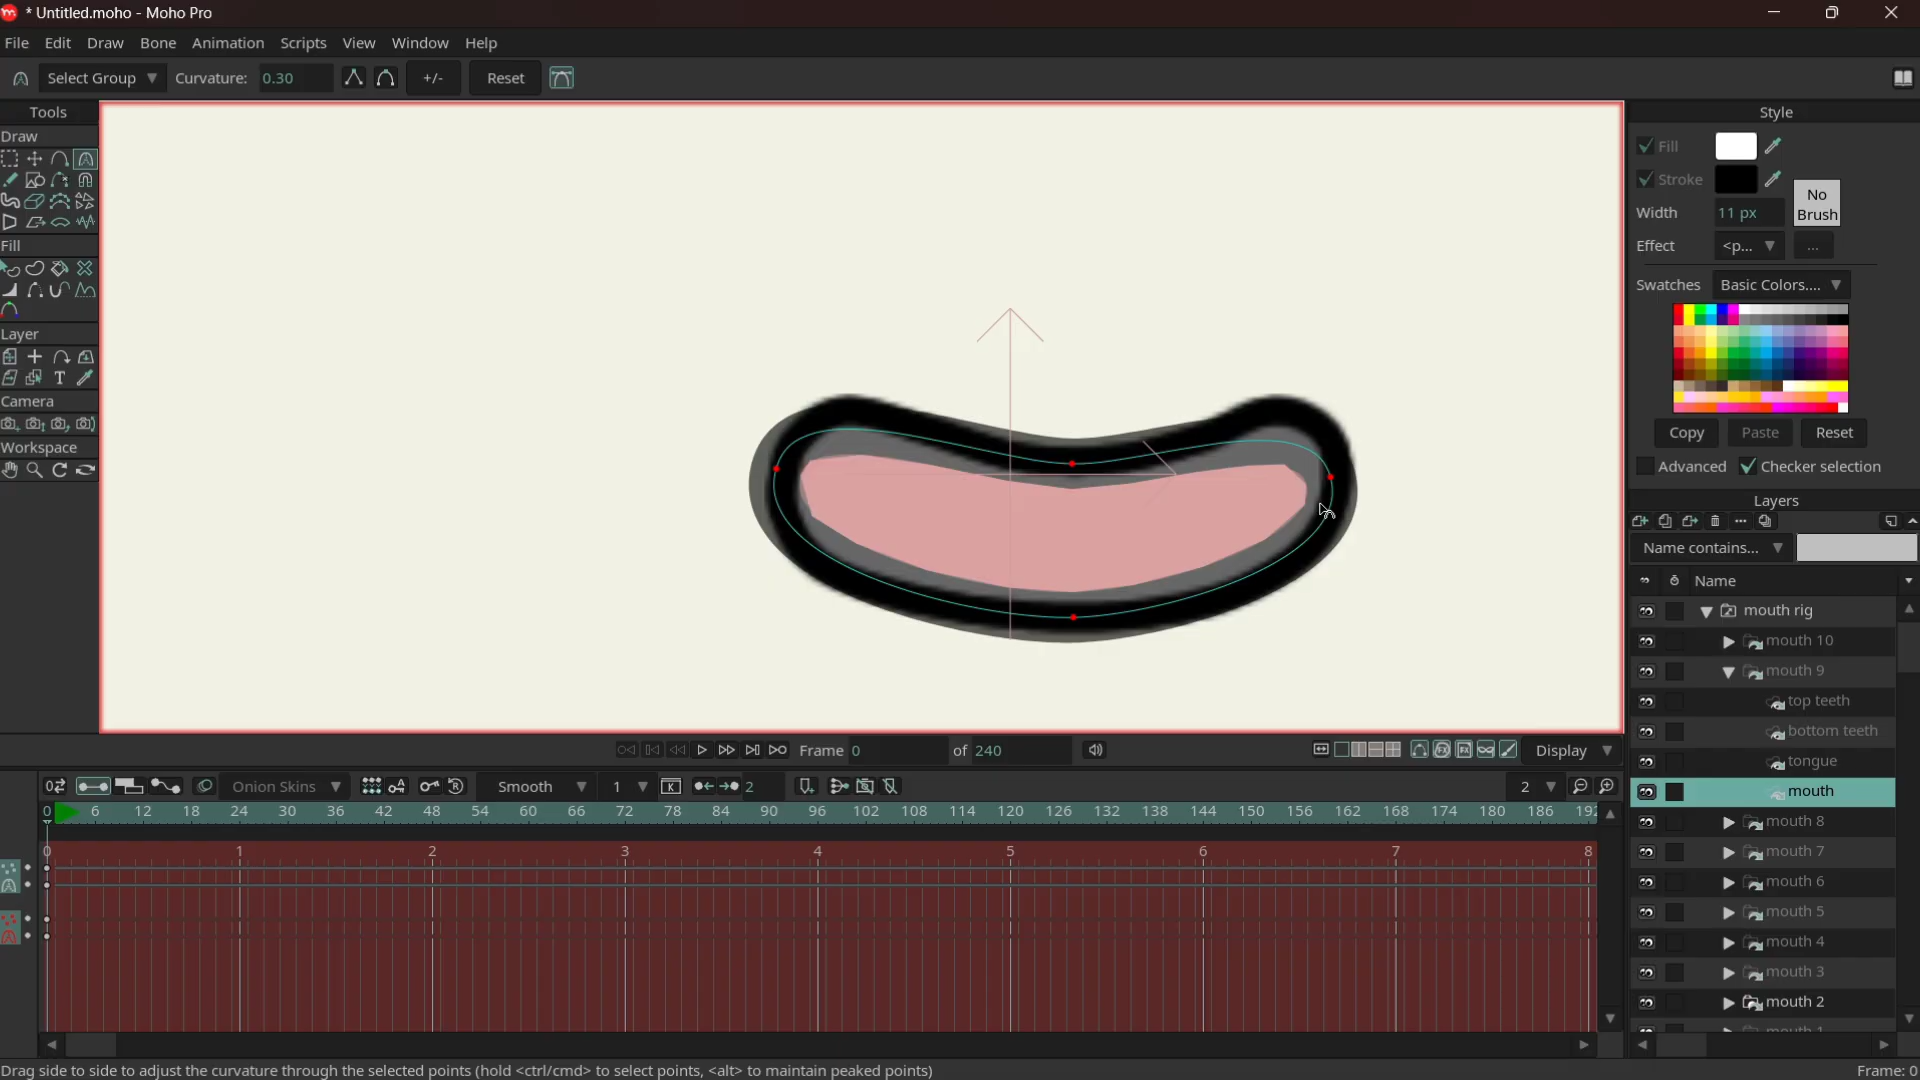 * Untitled.moho - Moho Pro
File Edit Draw Bone Animation Scripts View Window Help
Select Group Curvature: 0.30 +/- Reset
Tools
Draw
Fill
Layer
Camera
Workspace
Style
Fill
Stroke
No
Brush
Width 11 px
Effect <p... ...
Swatches Basic Colors....
Copy Paste Reset
Advanced Checker selection
Layers
Name contains...
Name
mouth rig
mouth 10
mouth 9
top teeth
bottom teeth
tongue
mouth
mouth 8
mouth 7
mouth 6
mouth 5
mouth 4
mouth 3
mouth 2
mouth 1
Frame 0 of 240 Display
Onion Skins Smooth 1 2 2
0 6 12 18 24 30 36 42 48 54 60 66 72 78 84 90 96 102 108 114 120 126 132 138 144 150 156 162 168 174 180 186 192
0 1 2 3 4 5 6 7 8
Drag side to side to adjust the curvature through the selected points (hold <ctrl/cmd> to select points, <alt> to maintain peaked points)
Frame: 0